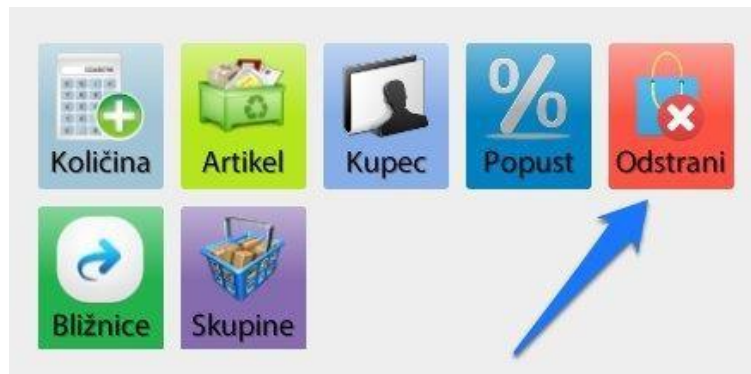 Količina
Artikel
Kupec
%
Popust
Odstrani
Bližnice
Skupine